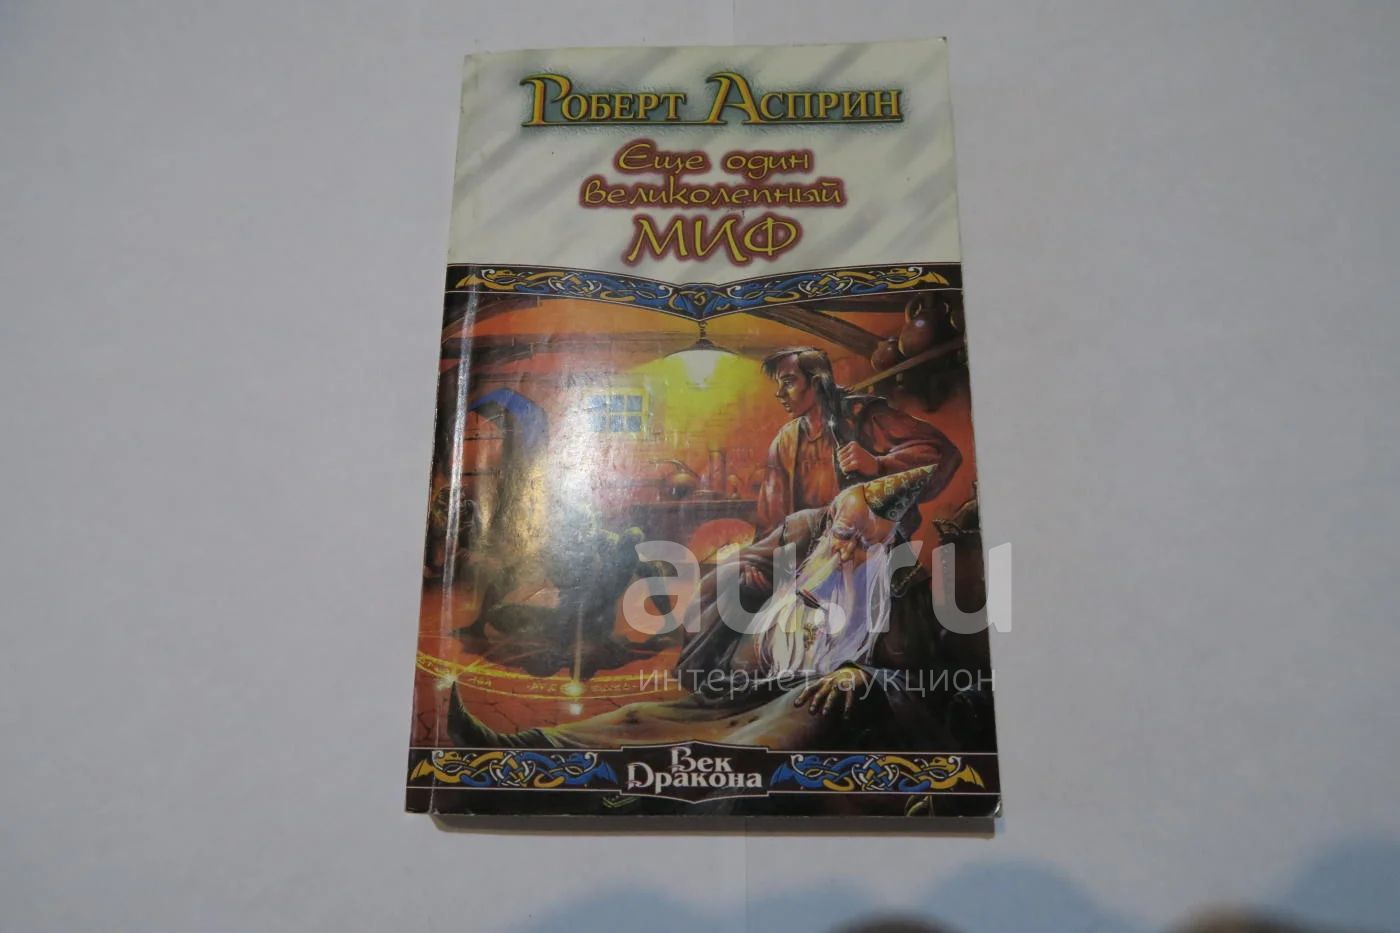 Роберт Асприн
Еще один
великолепный
МИФ
au.ru
интернет аукцион
Век
Дракона